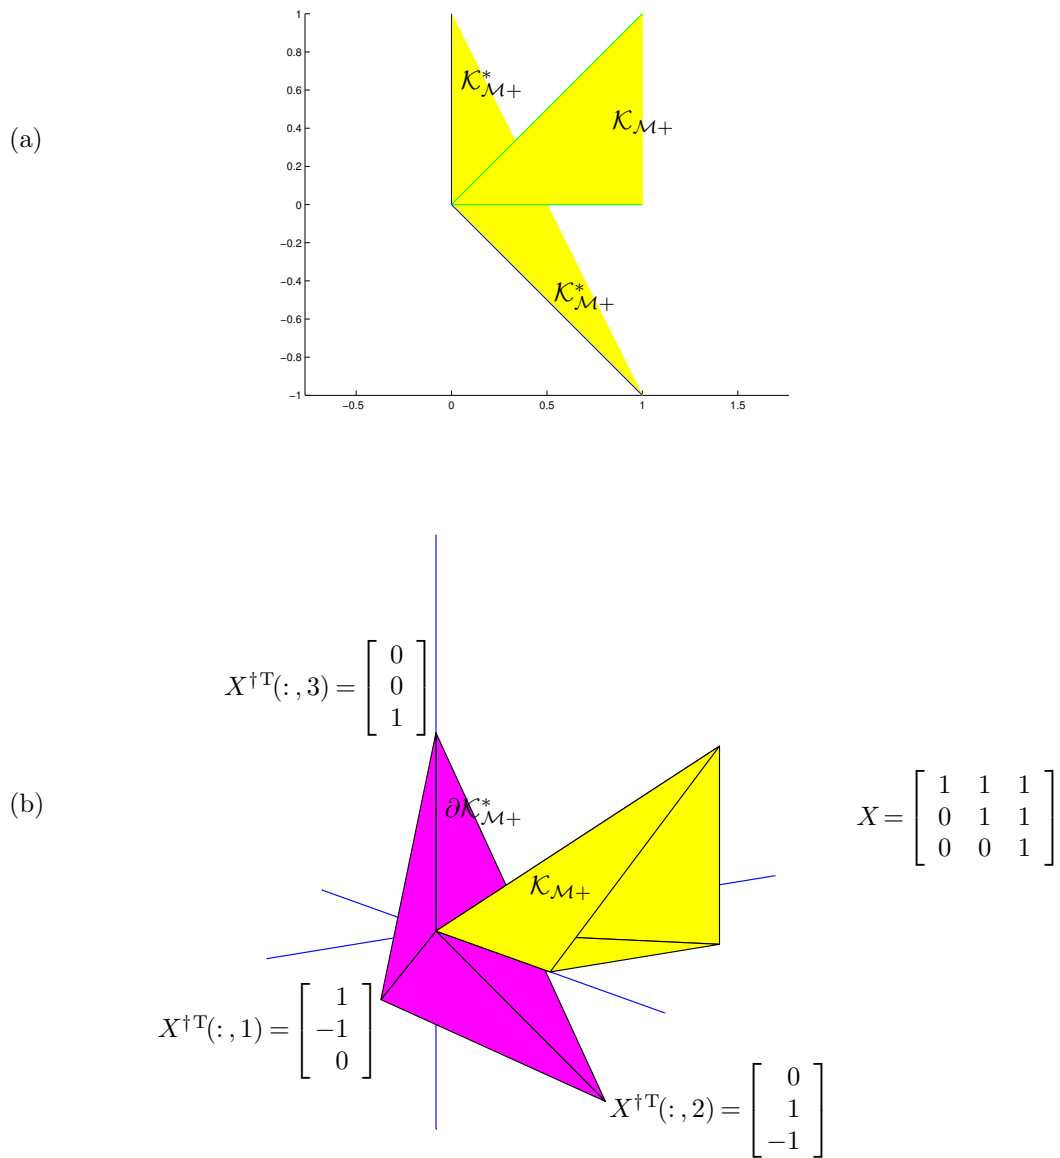 (a)
1
0.8
0.6
0.4
0.2
0
−0.2
−0.4
−0.6
−0.8
−1
−0.5 0 0.5 1 1.5
𝒦*ℳ+
𝒦ℳ+
𝒦*ℳ+
(b)
X†T(: , 3) = [ 0 0 1 ]
∂𝒦*ℳ+
𝒦ℳ+
X = [ 1 1 1
0 1 1
0 0 1 ]
X†T(: , 1) = [ 1 −1 0 ]
X†T(: , 2) = [ 0 1 −1 ]